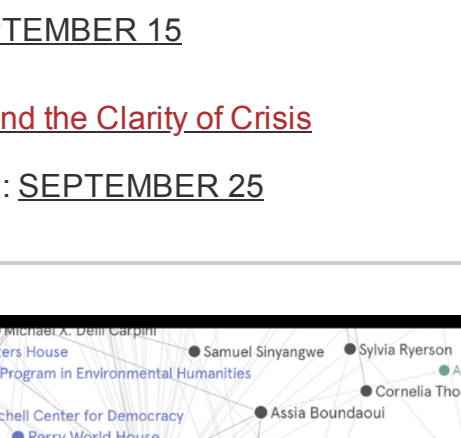 TEMBER 15
nd the Clarity of Crisis
: SEPTEMBER 25
Michael X. Delli Carpini
ers House
Samuel Sinyangwe
Sylvia Ryerson
Program in Environmental Humanities
A
Cornelia Tho
chell Center for Democracy
Assia Boundaoui
Perry World House